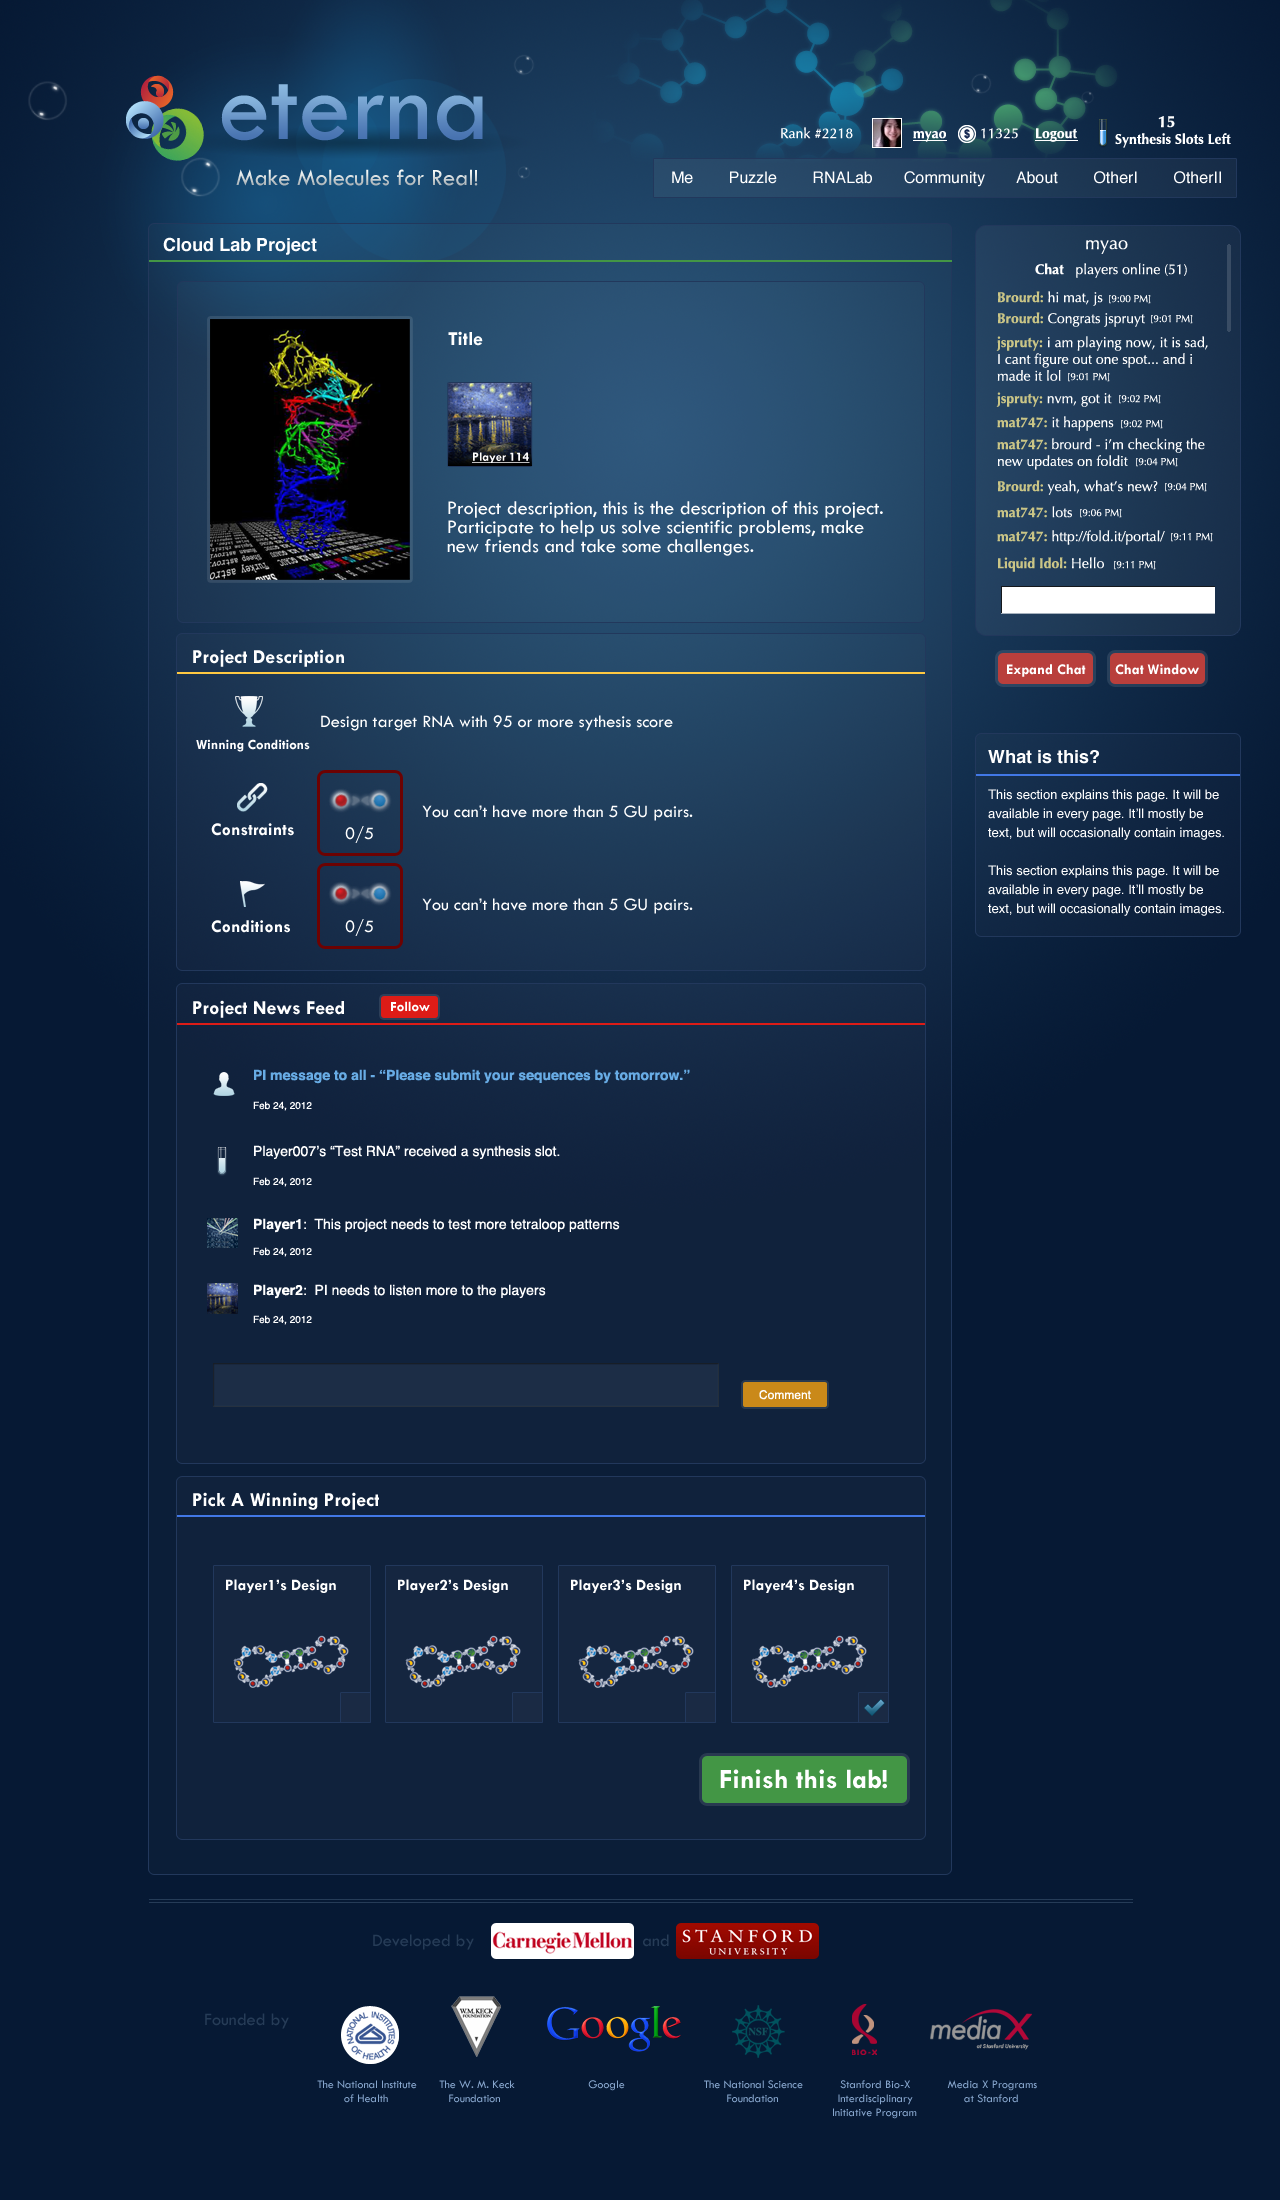 eterna
Make Molecules for Real!
Rank #2218
myao
11325
Logout
15
Synthesis Slots Left
Me Puzzle RNALab Community About OtherI OtherII
Cloud Lab Project
Title
Player 114
Project description, this is the description of this project.
Participate to help us solve scientific problems, make
new friends and take some challenges.
myao
Chat players online (51)
Brourd: hi mat, js [9:00 PM]
Brourd: Congrats jspruyt [9:01 PM]
jspruty: i am playing now, it is sad,
I cant figure out one spot... and i
made it lol [9:01 PM]
jspruty: nvm, got it [9:02 PM]
mat747: it happens [9:02 PM]
mat747: brourd - i'm checking the
new updates on foldit [9:04 PM]
Brourd: yeah, what's new? [9:04 PM]
mat747: lots [9:06 PM]
mat747: http://fold.it/portal/ [9:11 PM]
Liquid Idol: Hello [9:11 PM]
Expand Chat
Chat Window
What is this?
This section explains this page. It will be
available in every page. It'll mostly be
text, but will occasionally contain images.
This section explains this page. It will be
available in every page. It'll mostly be
text, but will occasionally contain images.
Project Description
Winning Conditions
Design target RNA with 95 or more sythesis score
Constraints
0/5
You can't have more than 5 GU pairs.
Conditions
0/5
You can't have more than 5 GU pairs.
Project News Feed
Follow
PI message to all - “Please submit your sequences by tomorrow.”
Feb 24, 2012
Player007's “Test RNA” received a synthesis slot.
Feb 24, 2012
Player1: This project needs to test more tetraloop patterns
Feb 24, 2012
Player2: PI needs to listen more to the players
Feb 24, 2012
Comment
Pick A Winning Project
Player1's Design
Player2's Design
Player3's Design
Player4's Design
Finish this lab!
Developed by
Carnegie Mellon
and
STANFORD
UNIVERSITY
Founded by
NATIONAL INSTITUTES
OF HEALTH
W.M. KECK
FOUNDATION
Google
NSF
BIO-X
media X
at Stanford University
The National Institute
of Health
The W. M. Keck
Foundation
Google
The National Science
Foundation
Stanford Bio-X
Interdisciplinary
Initiative Program
Media X Programs
at Stanford